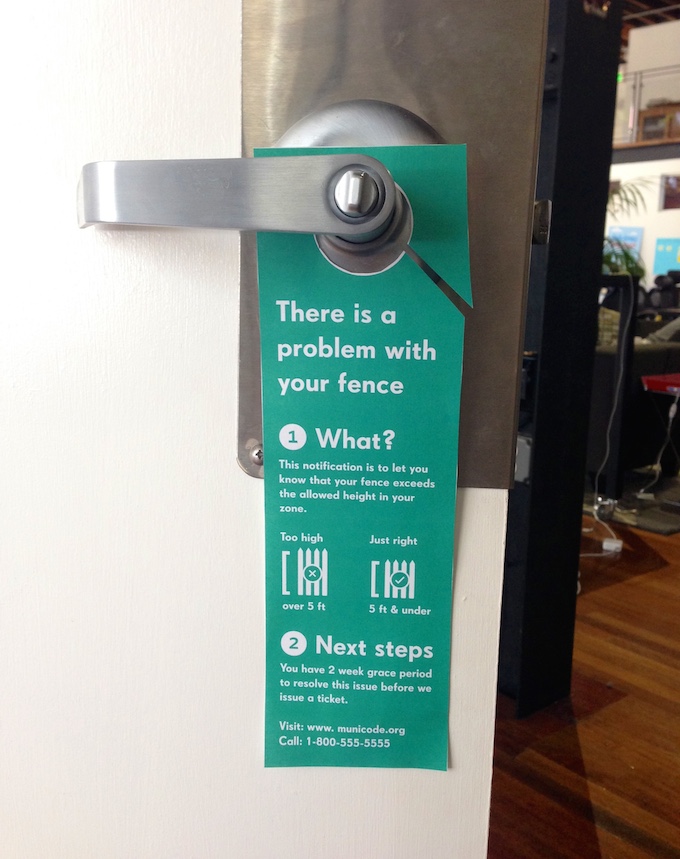 There is a
problem with
your fence
1 What?
This notification is to let you
know that your fence exceeds
the allowed height in your
zone.
Too high
Just right
over 5 ft
5 ft & under
2 Next steps
You have 2 week grace period
to resolve this issue before we
issue a ticket.
Visit: www. municode.org
Call: 1-800-555-5555